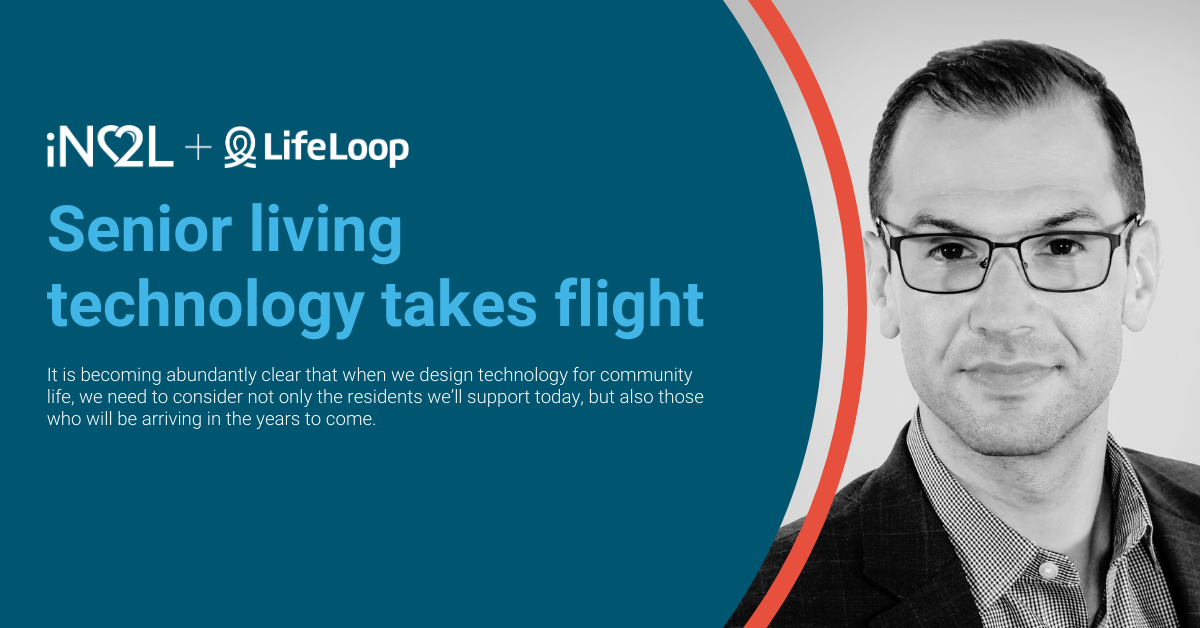 iN2L + LifeLoop
Senior living
technology takes flight
It is becoming abundantly clear that when we design technology for community
life, we need to consider not only the residents we’ll support today, but also those
who will be arriving in the years to come.